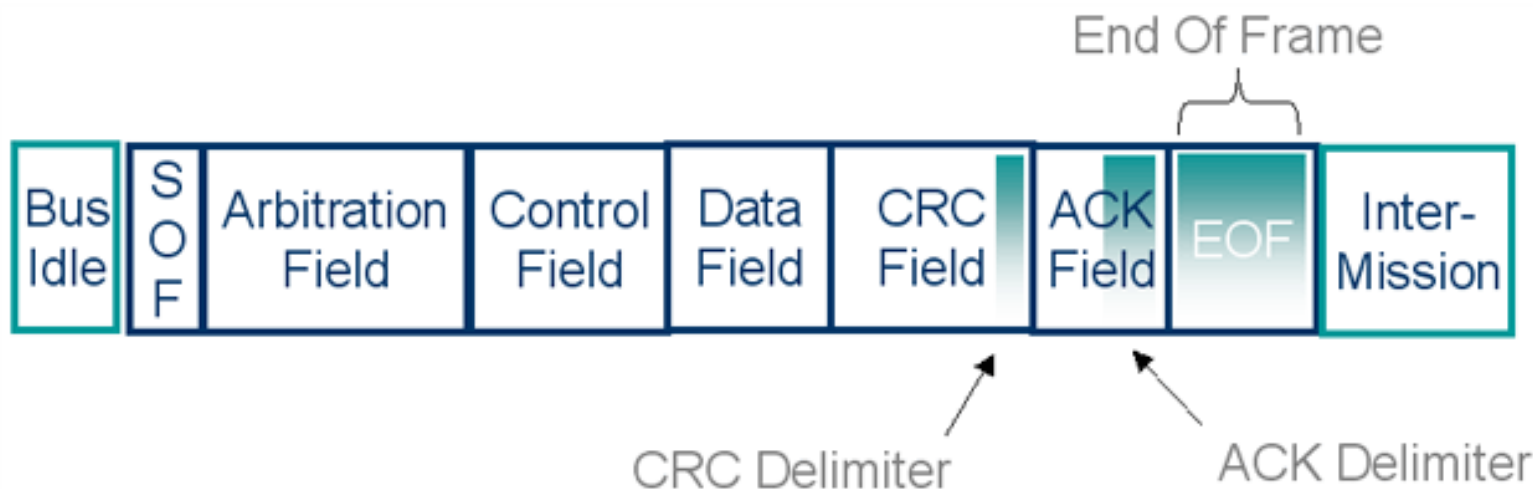 End Of Frame
Bus
Idle
S
O
F
Arbitration
Field
Control
Field
Data
Field
CRC
Field
ACK
Field
EOF
Inter-
Mission
CRC Delimiter
ACK Delimiter